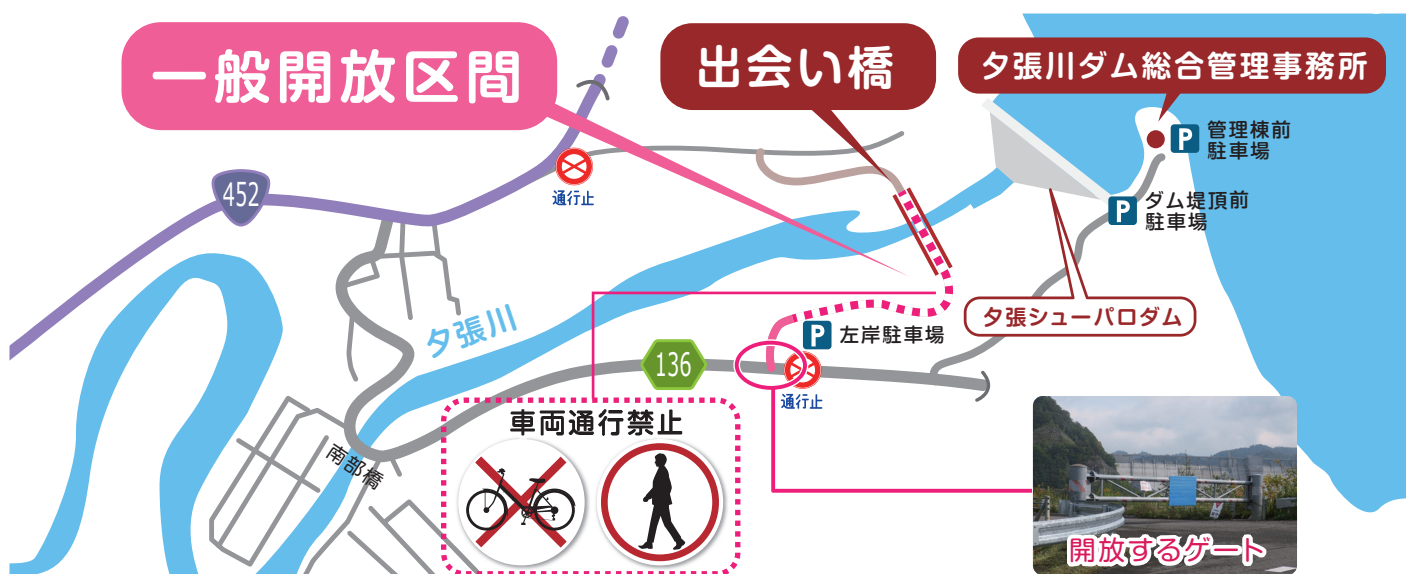 一般開放区間
出会い橋
夕張川ダム総合管理事務所
P 管理棟前
駐車場
452
通行止
P ダム堤頂前
駐車場
夕張シューパロダム
夕張川
P 左岸駐車場
136
通行止
南部橋
車両通行禁止
開放するゲート